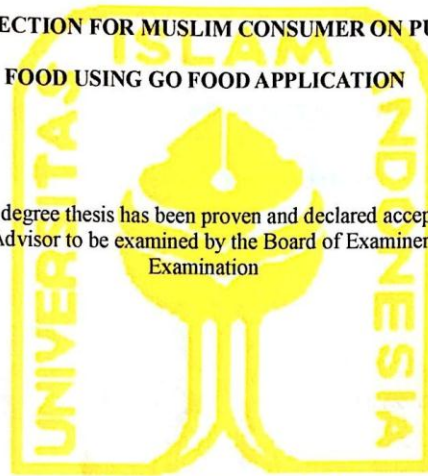 ECTION FOR MUSLIM CONSUMER ON PU
FOOD USING GO FOOD APPLICATION
degree thesis has been proven and declared accep
Advisor to be examined by the Board of Examiner
Examination
UNIVERSITAS
ISLAM
INDONESIA